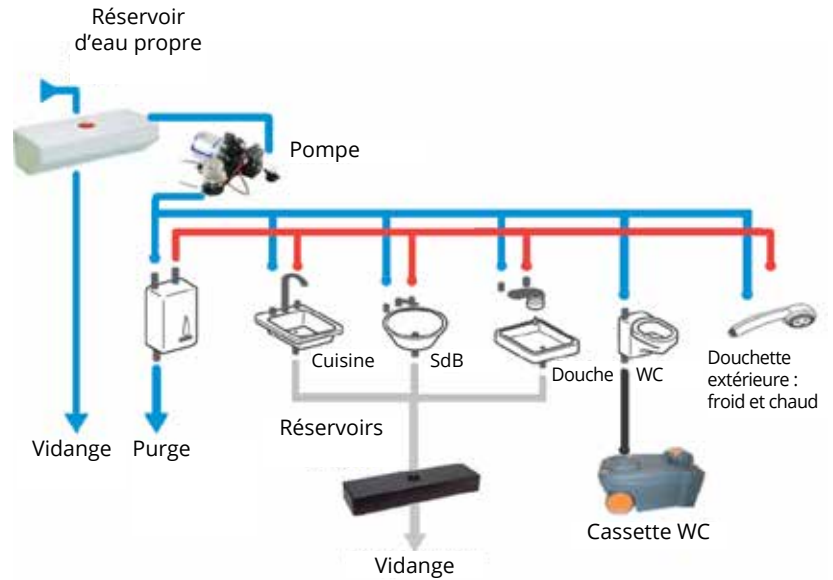 Réservoir
d’eau propre
Pompe
Cuisine
SdB
Douche
WC
Douchette
extérieure :
froid et chaud
Réservoirs
Vidange
Purge
Cassette WC
Vidange